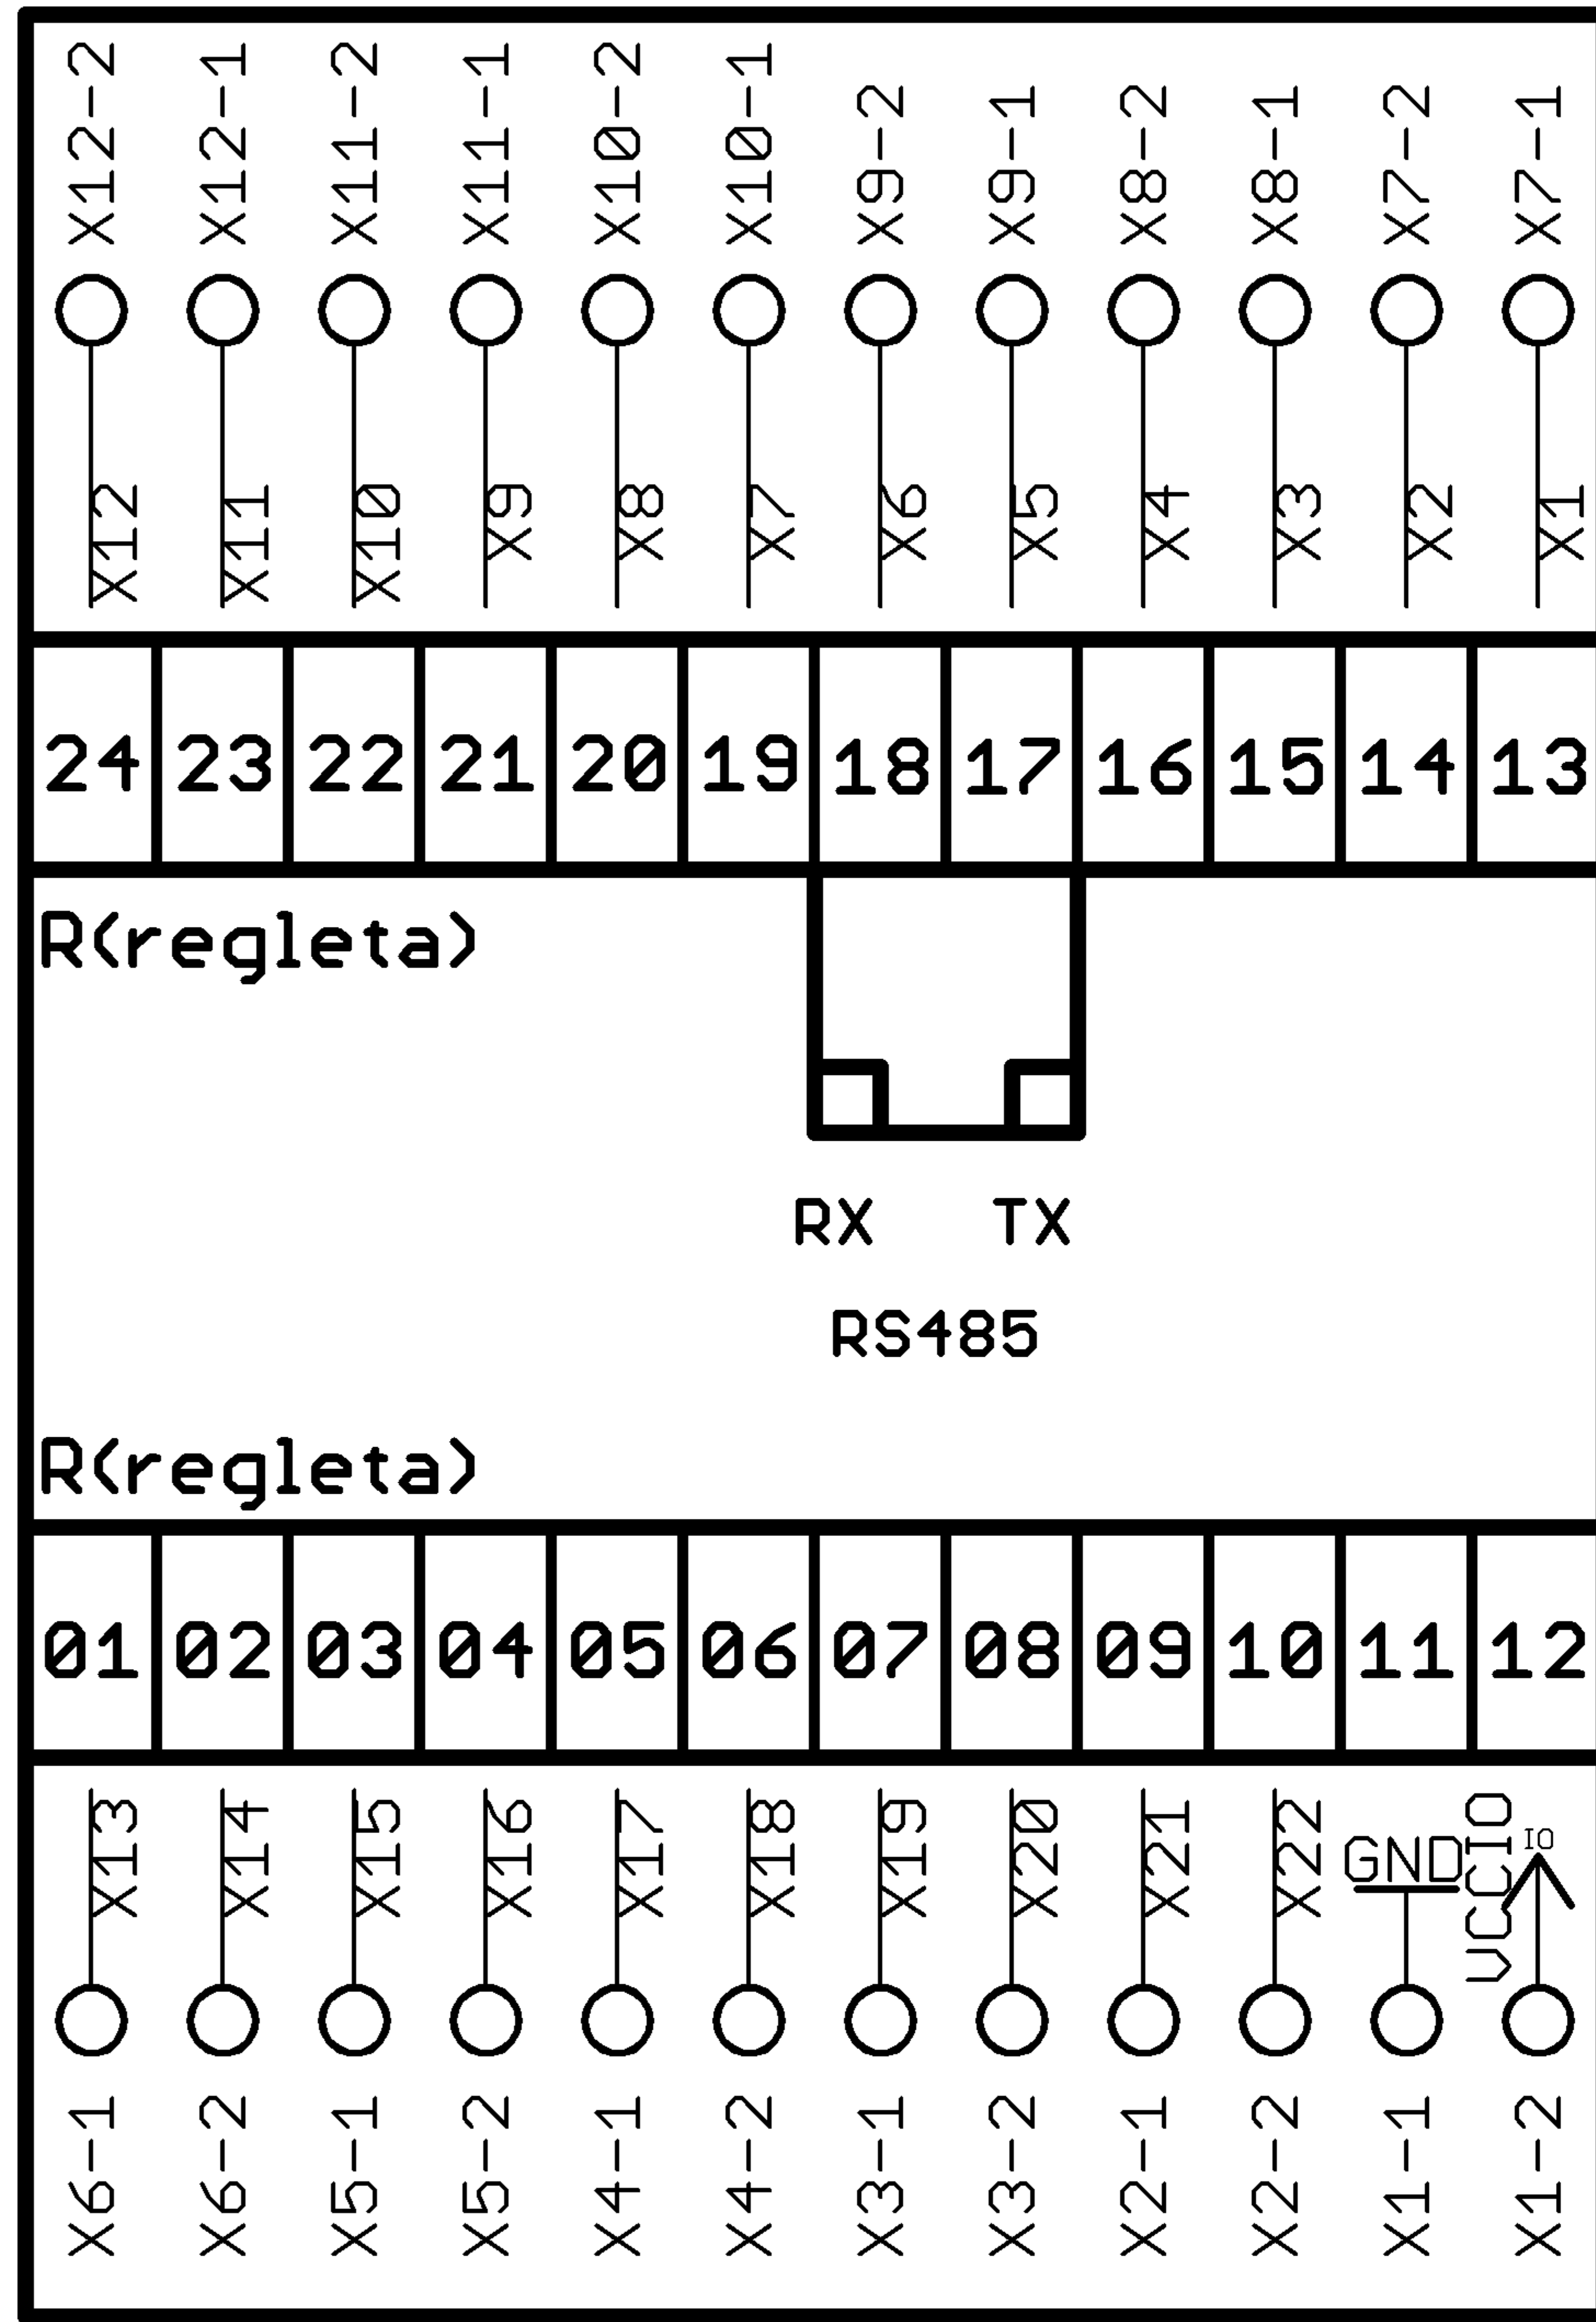 X12-2 X12-1 X11-2 X11-1 X10-2 X10-1 X9-2 X9-1 X8-2 X8-1 X7-2 X7-1
X12 X11 X10 X9 X8 X7 X6 X5 X4 X3 X2 X1
24 23 22 21 20 19 18 17 16 15 14 13
R(regleta)
RX TX
RS485
R(regleta)
01 02 03 04 05 06 07 08 09 10 11 12
X13 X14 X15 X16 X17 X18 X19 X20 X21 X22 GND VCCIO IO
X6-1 X6-2 X5-1 X5-2 X4-1 X4-2 X3-1 X3-2 X2-1 X2-2 X1-1 X1-2